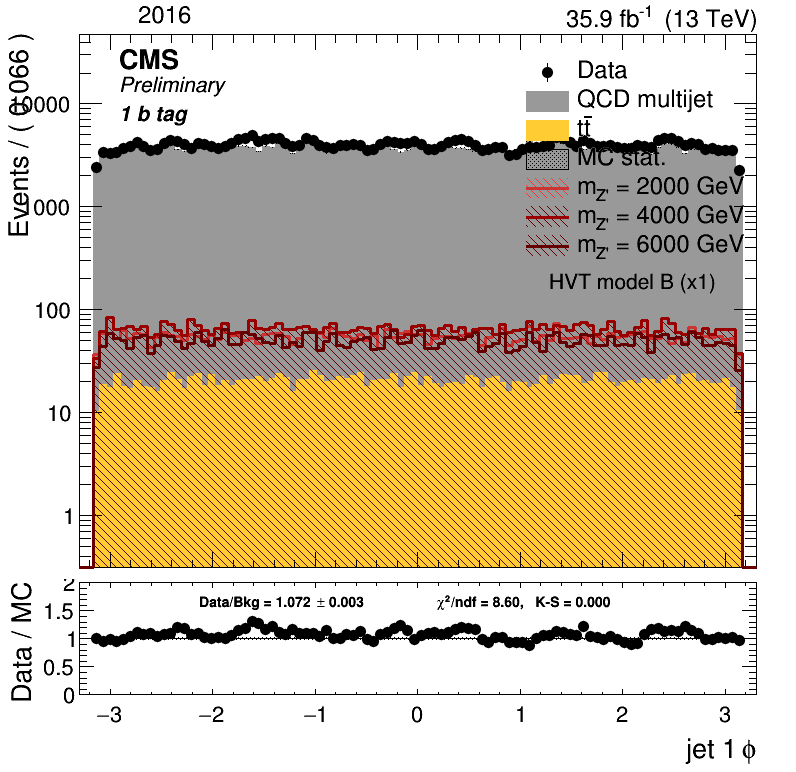 2016 35.9 fb⁻¹ (13 TeV)
CMS
Preliminary
1 b tag
Data
QCD multijet
tt̄
MC stat.
m_Z' = 2000 GeV
m_Z' = 4000 GeV
m_Z' = 6000 GeV
HVT model B (x1)
Events / ( 0.066 )
10000
1000
100
10
1
Data/Bkg = 1.072 ± 0.003 χ²/ndf = 8.60, K-S = 0.000
Data / MC
2
1.5
1
0.5
0
−3 −2 −1 0 1 2 3
jet 1 ϕ